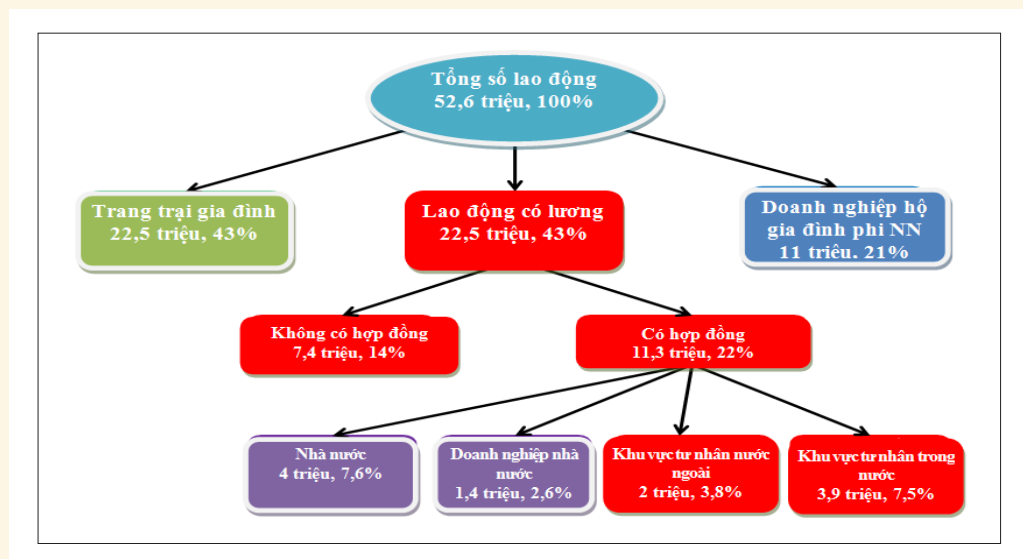 Tổng số lao động
52,6 triệu, 100%
Trang trại gia đình
22,5 triệu, 43%
Lao động có lương
22,5 triệu, 43%
Doanh nghiệp hộ
gia đình phi NN
11 triệu, 21%
Không có hợp đồng
7,4 triệu, 14%
Có hợp đồng
11,3 triệu, 22%
Nhà nước
4 triệu, 7,6%
Doanh nghiệp nhà
nước
1,4 triệu, 2,6%
Khu vực tư nhân nước
ngoài
2 triệu, 3,8%
Khu vực tư nhân trong
nước
3,9 triệu, 7,5%